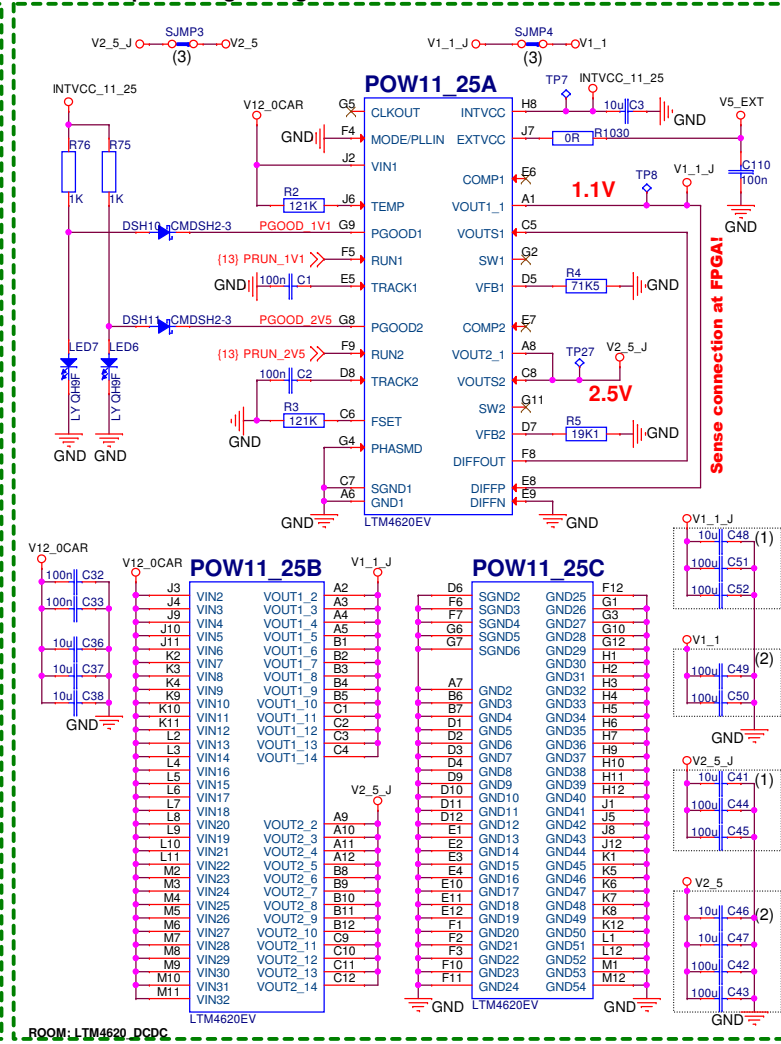 SJMP3
V2_5_J
V2_5
(3)
SJMP4
V1_1_J
V1_1
(3)
POW11_25A
INTVCC_11_25
R76
R75
1K
1K
V12_0CAR
GND
R2
121K
DSH10
CMDSH2-3
PGOOD_1V1
{13} PRUN_1V1
GND
100n
C1
DSH11
CMDSH2-3
PGOOD_2V5
LED7
LED6
LY QH9F
LY QH9F
{13} PRUN_2V5
100n
C2
R3
121K
GND
GND
GND
GND
G5 CLKOUT
F4 MODE/PLLIN
J2 VIN1
J6 TEMP
G9 PGOOD1
F5 RUN1
E5 TRACK1
G8 PGOOD2
F9 RUN2
D8 TRACK2
C6 FSET
G4 PHASMD
C7 SGND1
A6 GND1
INTVCC H8
EXTVCC J7
COMP1 E6
VOUT1_1 A1
VOUTS1 C5
SW1 G2
VFB1 D5
COMP2 E7
VOUT2_1 A8
VOUTS2 C8
SW2 G11
VFB2 D7
DIFFOUT F8
DIFFP E8
DIFFN E9
LTM4620EV
TP7
INTVCC_11_25
10u
C3
GND
V5_EXT
0R
R1030
C110
100n
GND
TP8
V1_1_J
1.1V
R4
71K5
GND
TP27
V2_5_J
2.5V
R5
19K1
GND
GND
Sense connection at FPGA!
V12_0CAR
100n C32
100n C33
10u C36
10u C37
10u C38
GND
POW11_25B
V12_0CAR
V1_1_J
J3 VIN2
J4 VIN3
J9 VIN4
J10 VIN5
J11 VIN6
K2 VIN7
K3 VIN8
K4 VIN9
K9 VIN10
K10 VIN11
K11 VIN12
L2 VIN13
L3 VIN14
L4 VIN16
L5 VIN15
L6 VIN17
L7 VIN18
L8 VIN20
L9 VIN19
L10 VIN21
L11 VIN22
M2 VIN23
M3 VIN24
M4 VIN25
M5 VIN26
M6 VIN27
M7 VIN28
M8 VIN29
M9 VIN30
M10 VIN31
M11 VIN32
VOUT1_2 A2
VOUT1_3 A3
VOUT1_4 A4
VOUT1_5 A5
VOUT1_6 B1
VOUT1_7 B2
VOUT1_8 B3
VOUT1_9 B4
VOUT1_10 B5
VOUT1_11 C1
VOUT1_12 C2
VOUT1_13 C3
VOUT1_14 C4
V2_5_J
VOUT2_2 A9
VOUT2_3 A10
VOUT2_4 A11
VOUT2_5 A12
VOUT2_6 B8
VOUT2_7 B9
VOUT2_8 B10
VOUT2_9 B11
VOUT2_10 B12
VOUT2_11 C9
VOUT2_12 C10
VOUT2_13 C11
VOUT2_14 C12
LTM4620EV
POW11_25C
D6 SGND2
F6 SGND3
F7 SGND4
G6 SGND5
G7 SGND6
A7 GND2
B6 GND3
B7 GND4
D1 GND5
D2 GND6
D3 GND7
D4 GND8
D9 GND9
D10 GND10
D11 GND11
D12 GND12
E1 GND13
E2 GND14
E3 GND15
E4 GND16
E10 GND17
E11 GND18
E12 GND19
F1 GND20
F2 GND21
F3 GND22
F10 GND23
F11 GND24
GND25 F12
GND26 G1
GND27 G3
GND28 G10
GND29 G12
GND30 H1
GND31 H2
GND32 H3
GND33 H4
GND34 H5
GND35 H6
GND36 H7
GND37 H9
GND38 H10
GND39 H11
GND40 H12
GND41 J1
GND42 J5
GND43 J8
GND44 J12
GND45 K1
GND46 K5
GND47 K6
GND48 K7
GND49 K8
GND50 K12
GND51 L1
GND52 L12
GND53 M1
GND54 M12
GND
GND
LTM4620EV
V1_1_J
(1)
10u C48
100u C51
100u C52
V1_1
(2)
100u C49
100u C50
GND
V2_5_J
(1)
10u C41
100u C44
100u C45
V2_5
(2)
10u C46
10u C47
100u C42
100u C43
GND
ROOM: LTM4620_DCDC